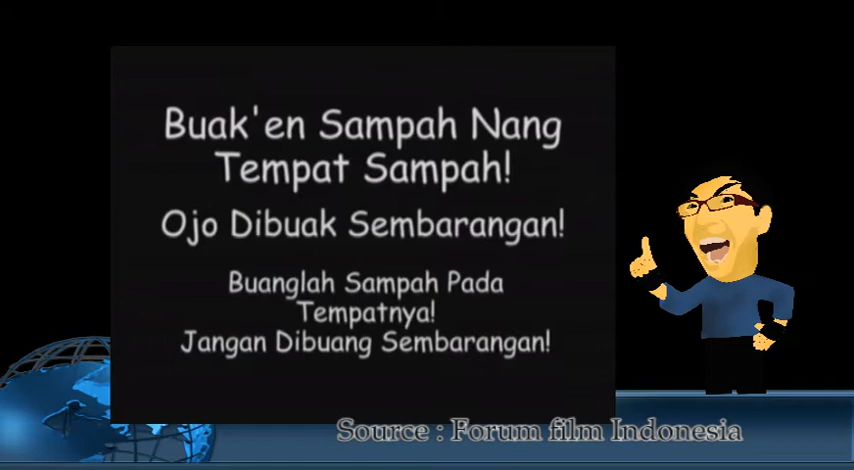 Buak'en Sampah Nang
Tempat Sampah!
Ojo Dibuak Sembarangan!
Buanglah Sampah Pada
Tempatnya!
Jangan Dibuang Sembarangan!
Source : Forum film Indonesia